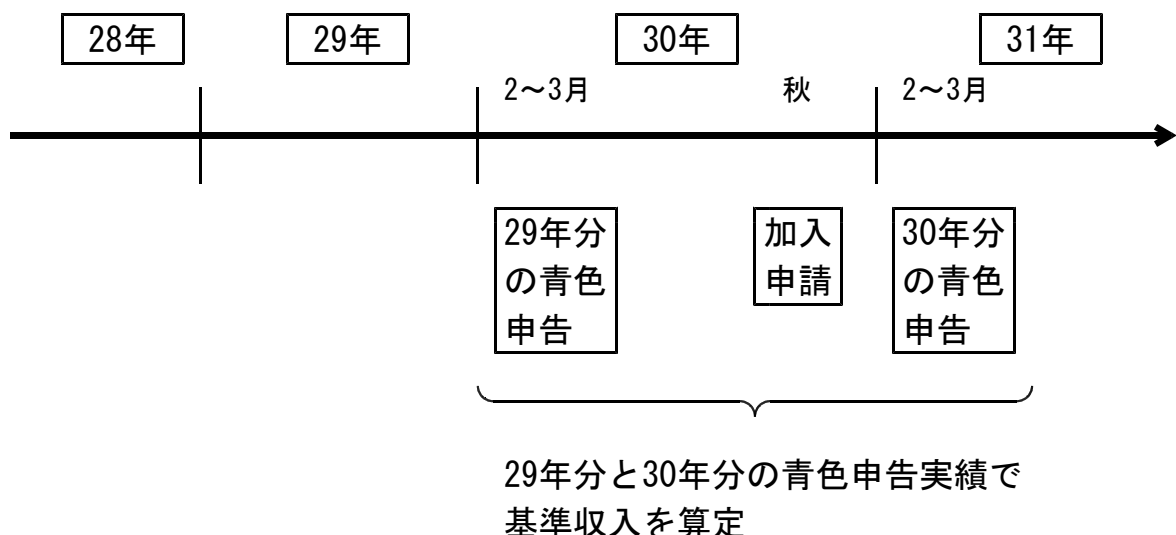 28年
29年
30年
31年
2～3月
秋
2～3月
29年分
の青色
申告
加入
申請
30年分
の青色
申告
29年分と30年分の青色申告実績で
基準収入を算定